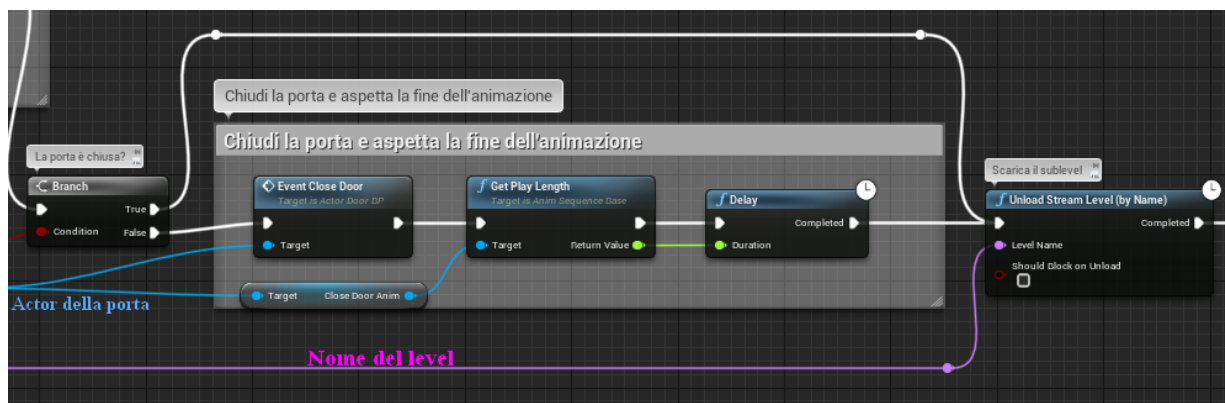 Chiudi la porta e aspetta la fine dell'animazione
Chiudi la porta e aspetta la fine dell'animazione
La porta è chiusa?
Branch
True
Condition
False
Event Close Door
Target is Actor Door BP
Target
Get Play Length
Target is Anim Sequence Base
Target
Return Value
Delay
Completed
Duration
Scarica il sublevel
Unload Stream Level (by Name)
Completed
Level Name
Should Block on Unload
Target
Close Door Anim
Actor della porta
Nome del level